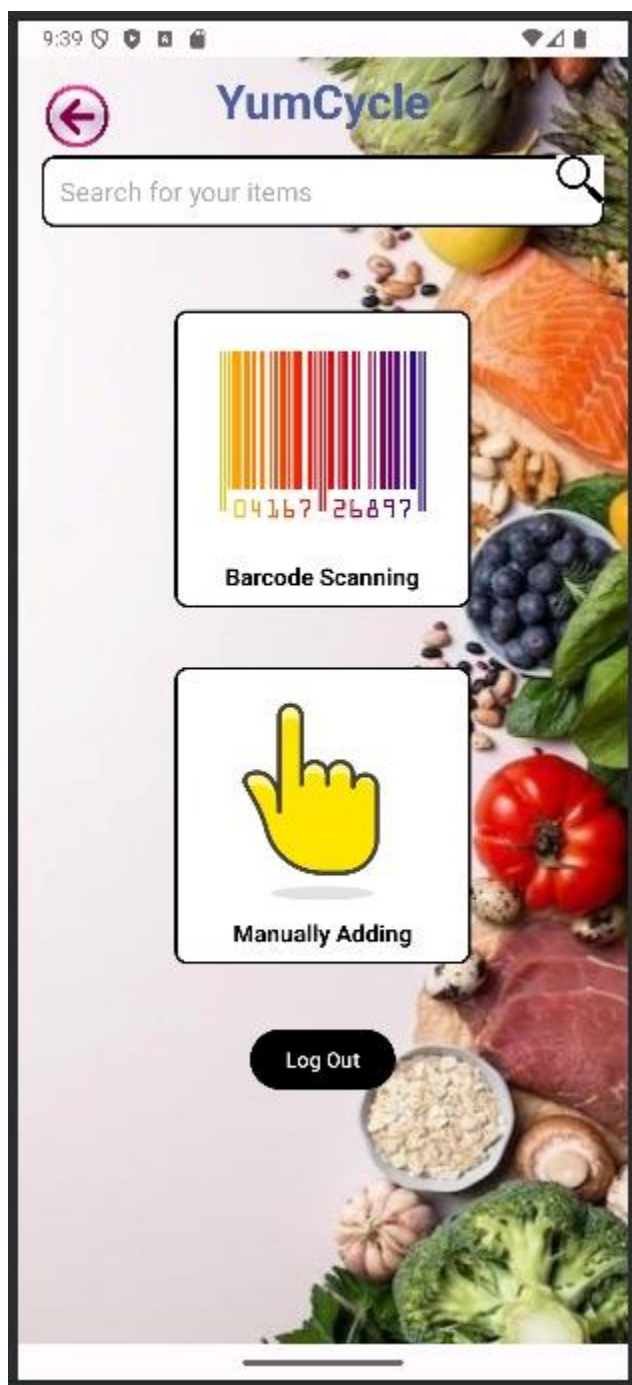 9:39
YumCycle
Search for your items
04167 26897
Barcode Scanning
Manually Adding
Log Out